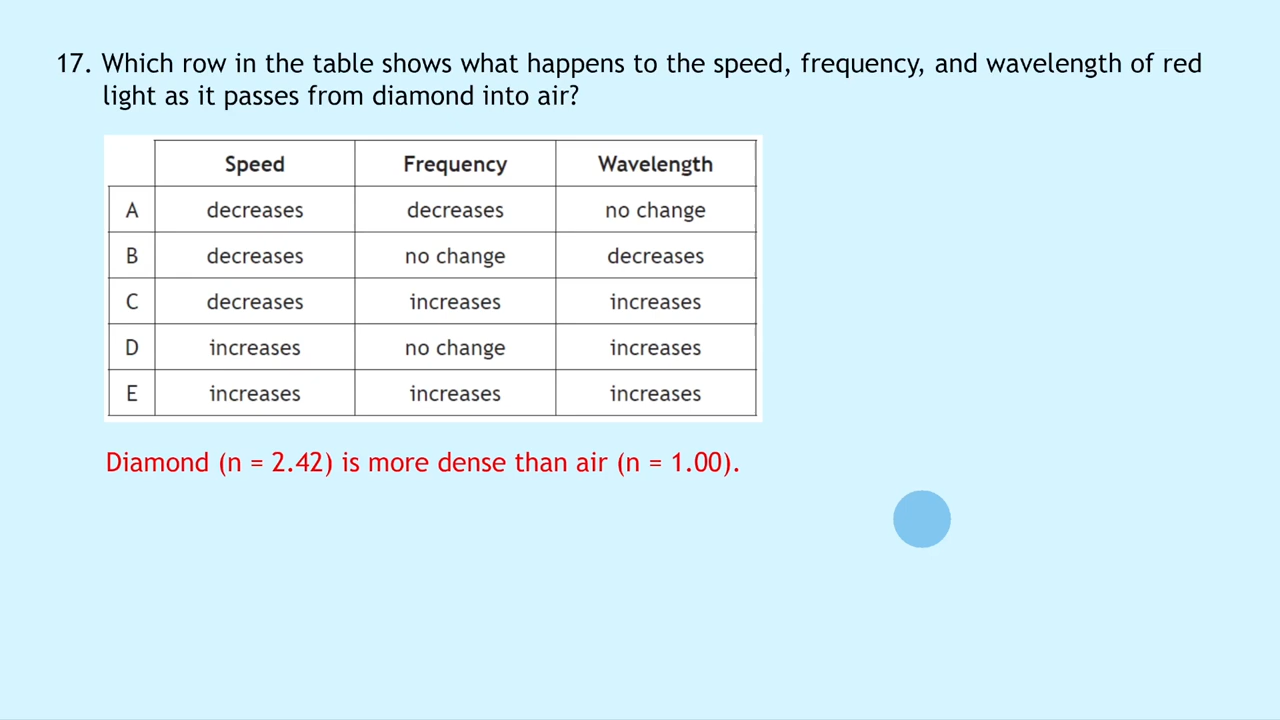 17. Which row in the table shows what happens to the speed, frequency, and wavelength of red
light as it passes from diamond into air?
Speed Frequency Wavelength
A decreases decreases no change
B decreases no change decreases
C decreases increases increases
D increases no change increases
E increases increases increases
Diamond (n = 2.42) is more dense than air (n = 1.00).